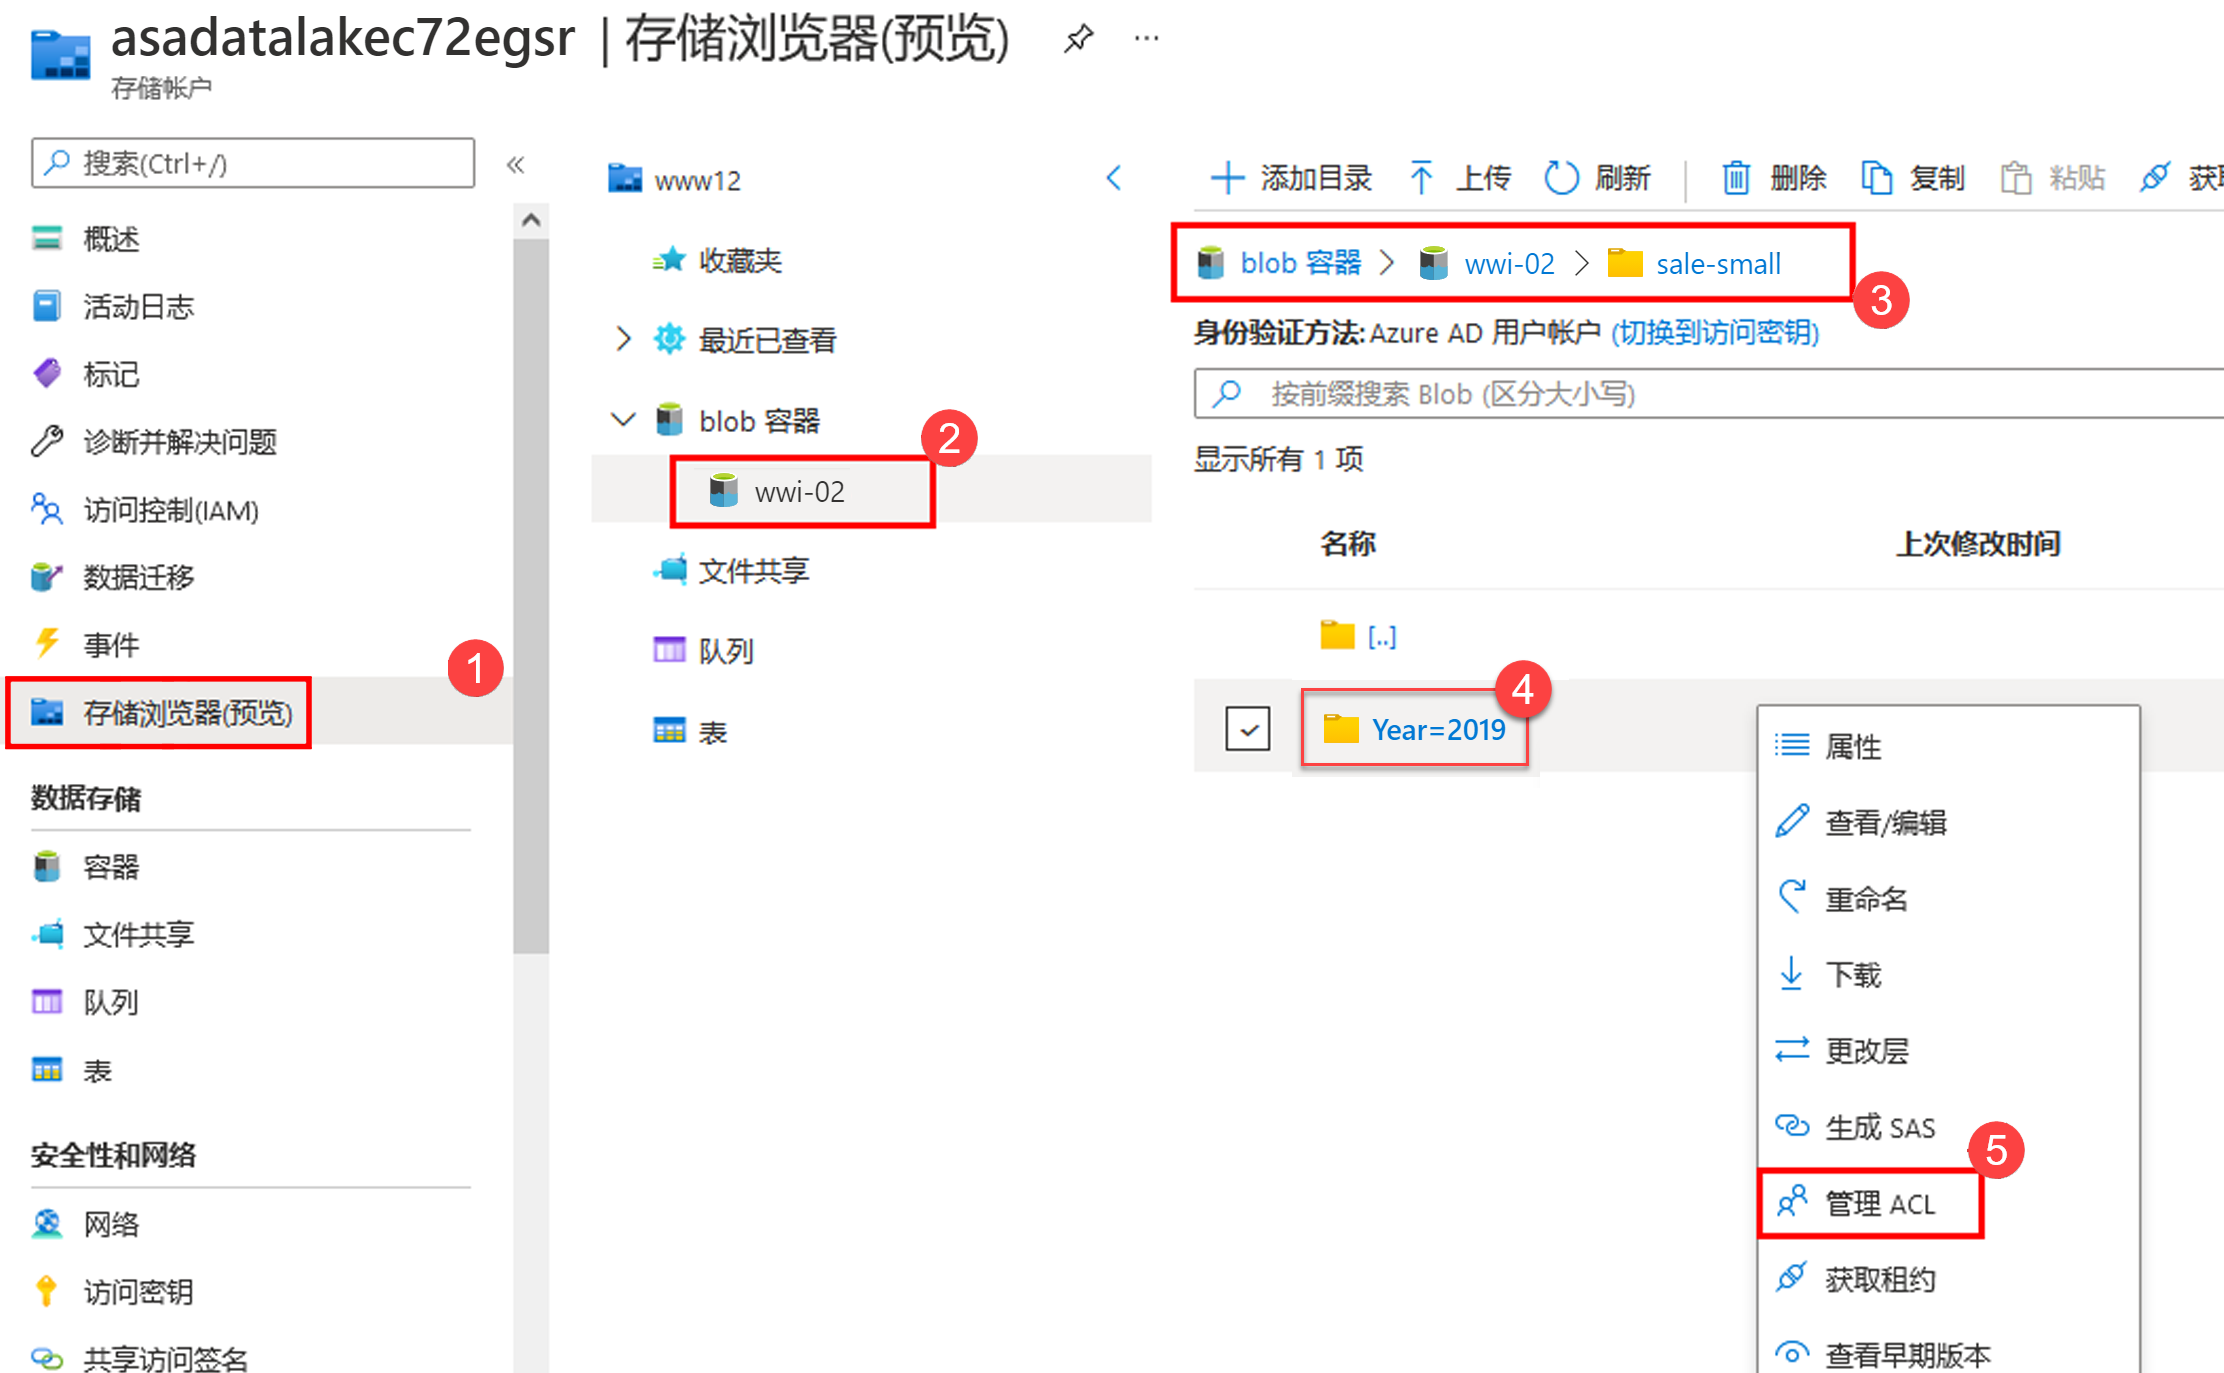 asadatalakec72egsr | 存储浏览器(预览) ...
存储帐户
搜索(Ctrl+/)
概述
活动日志
标记
诊断并解决问题
访问控制(IAM)
数据迁移
事件
1
存储浏览器(预览)
数据存储
容器
文件共享
队列
表
安全性和网络
网络
访问密钥
共享访问签名
www12
收藏夹
最近已查看
blob 容器
2
wwi-02
文件共享
队列
表
添加目录 上传 刷新 删除 复制 粘贴
blob 容器 > wwi-02 > sale-small
3
身份验证方法: Azure AD 用户帐户 (切换到访问密钥)
按前缀搜索 Blob (区分大小写)
显示所有 1 项
名称 上次修改时间
[..]
4
Year=2019
属性
查看/编辑
重命名
下载
更改层
生成 SAS
5
管理 ACL
获取租约
查看早期版本